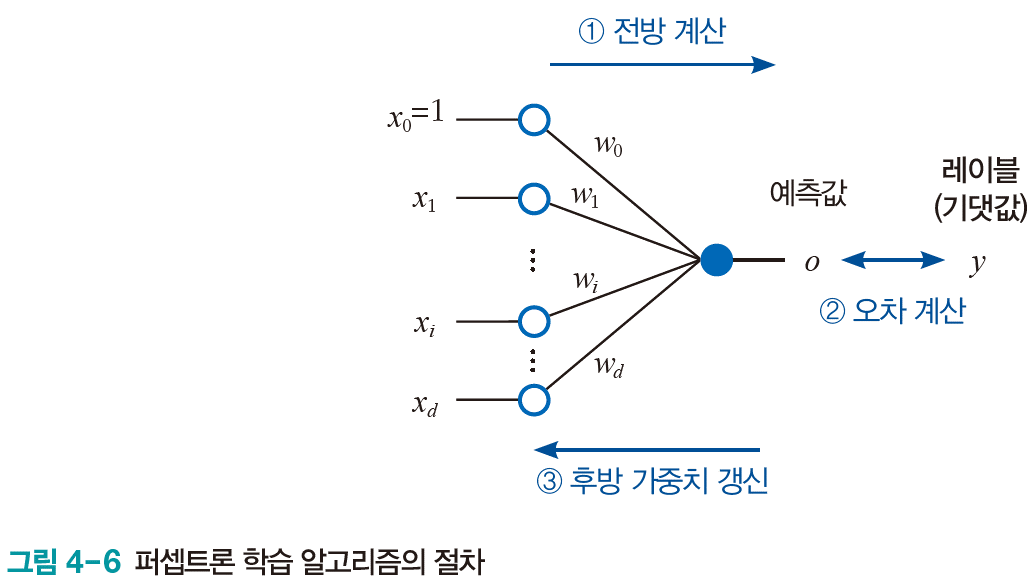 ① 전방 계산
x₀=1
w₀
x₁
w₁
예측값
레이블
(기댓값)
o
y
② 오차 계산
wᵢ
xᵢ
w_d
x_d
③ 후방 가중치 갱신
그림 4-6 퍼셉트론 학습 알고리즘의 절차